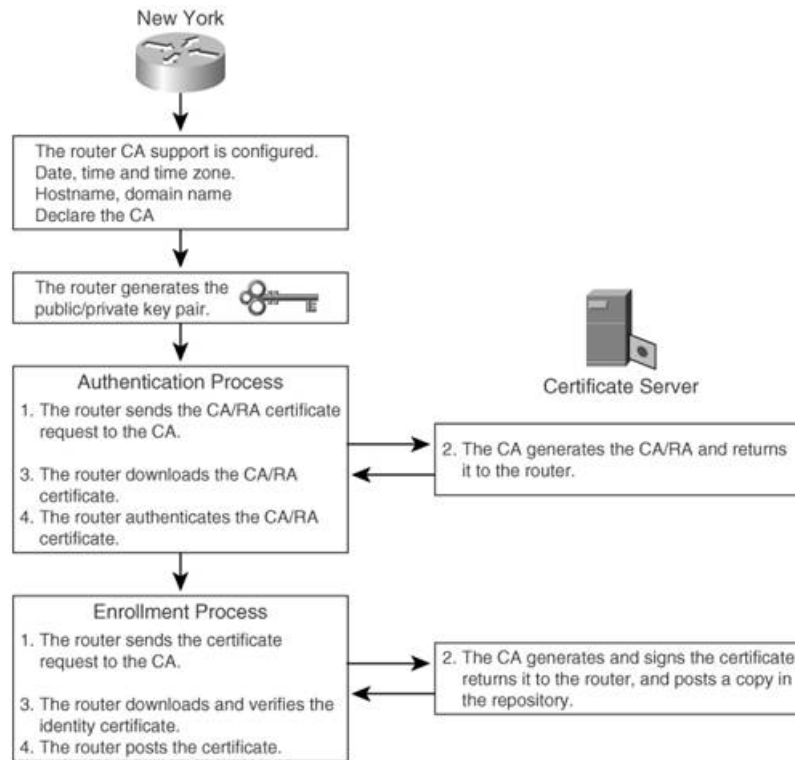 New York
The router CA support is configured.
Date, time and time zone.
Hostname, domain name
Declare the CA
The router generates the
public/private key pair.
Certificate Server
Authentication Process
1. The router sends the CA/RA certificate
request to the CA.
2. The CA generates the CA/RA and returns
it to the router.
3. The router downloads the CA/RA
certificate.
4. The router authenticates the CA/RA
certificate.
Enrollment Process
1. The router sends the certificate
request to the CA.
2. The CA generates and signs the certificate
returns it to the router, and posts a copy in
the repository.
3. The router downloads and verifies the
identity certificate.
4. The router posts the certificate.